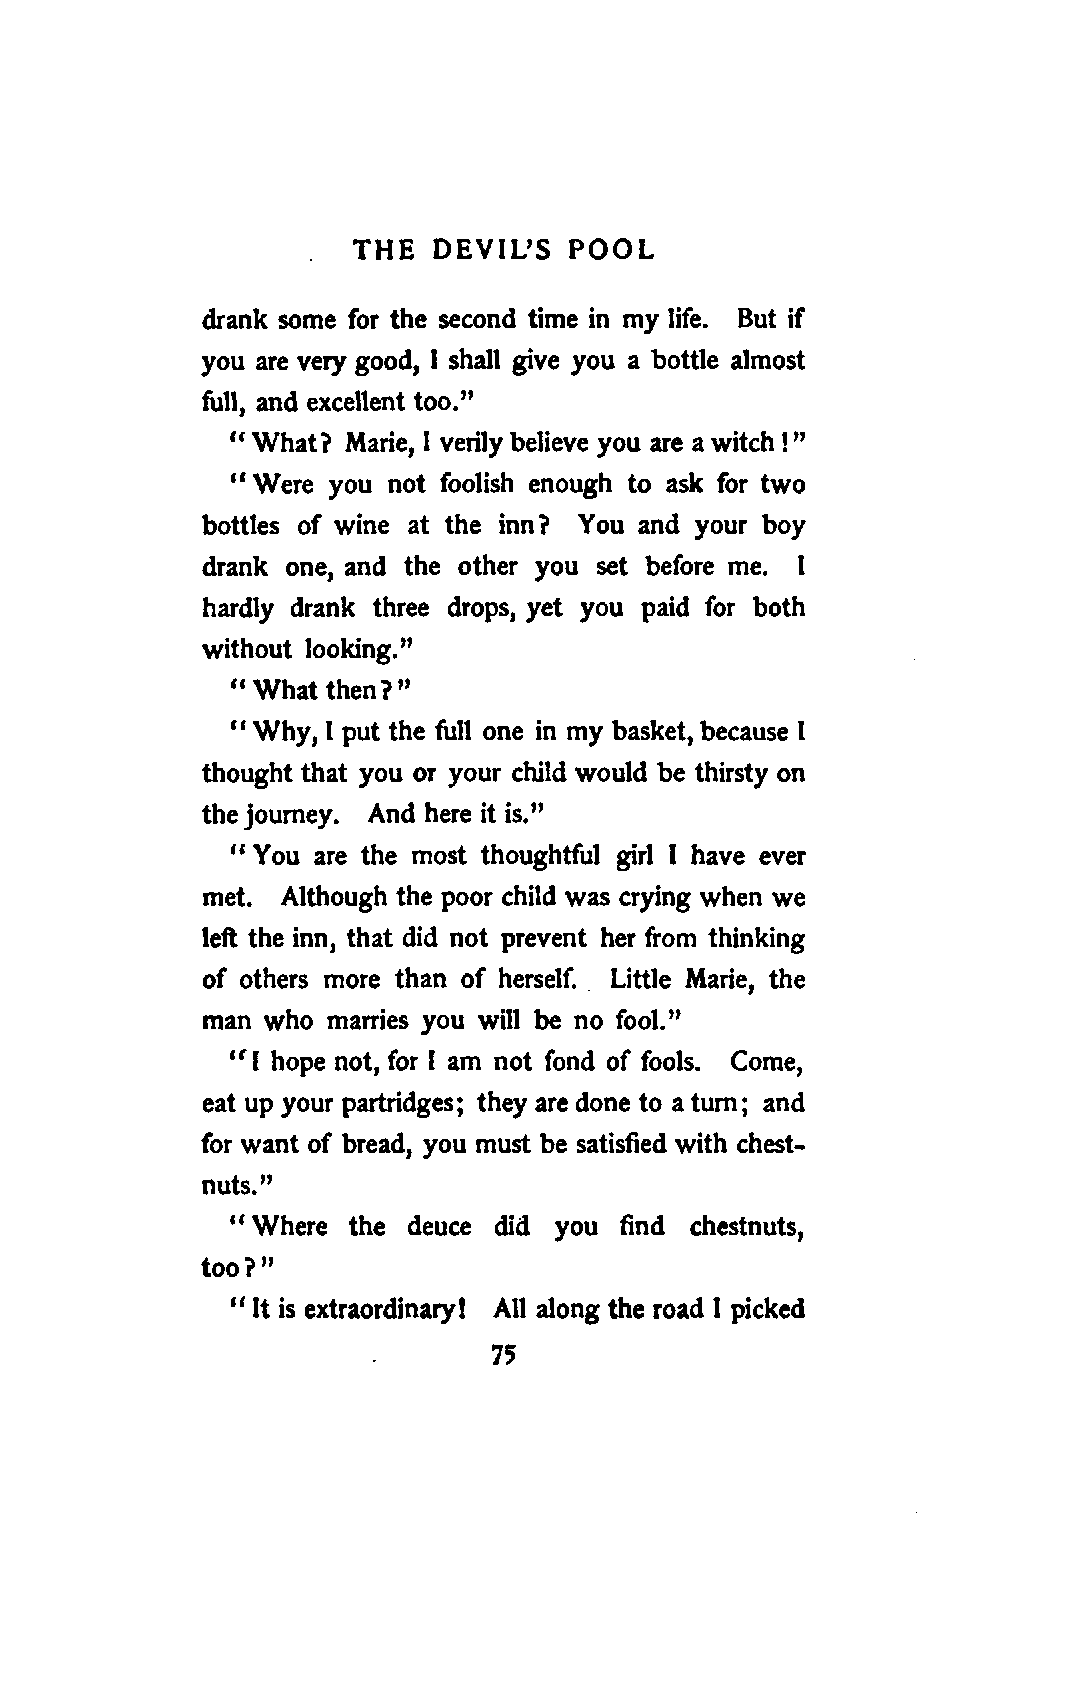 THE DEVIL'S POOL
drank some for the second time in my life. But if
you are very good, I shall give you a bottle almost
full, and excellent too."
"What? Marie, I verily believe you are a witch!"
"Were you not foolish enough to ask for two
bottles of wine at the inn? You and your boy
drank one, and the other you set before me. I
hardly drank three drops, yet you paid for both
without looking."
"What then?"
"Why, I put the full one in my basket, because I
thought that you or your child would be thirsty on
the journey. And here it is."
"You are the most thoughtful girl I have ever
met. Although the poor child was crying when we
left the inn, that did not prevent her from thinking
of others more than of herself. Little Marie, the
man who marries you will be no fool."
"I hope not, for I am not fond of fools. Come,
eat up your partridges; they are done to a turn; and
for want of bread, you must be satisfied with chest-
nuts."
"Where the deuce did you find chestnuts,
too?"
"It is extraordinary! All along the road I picked
75